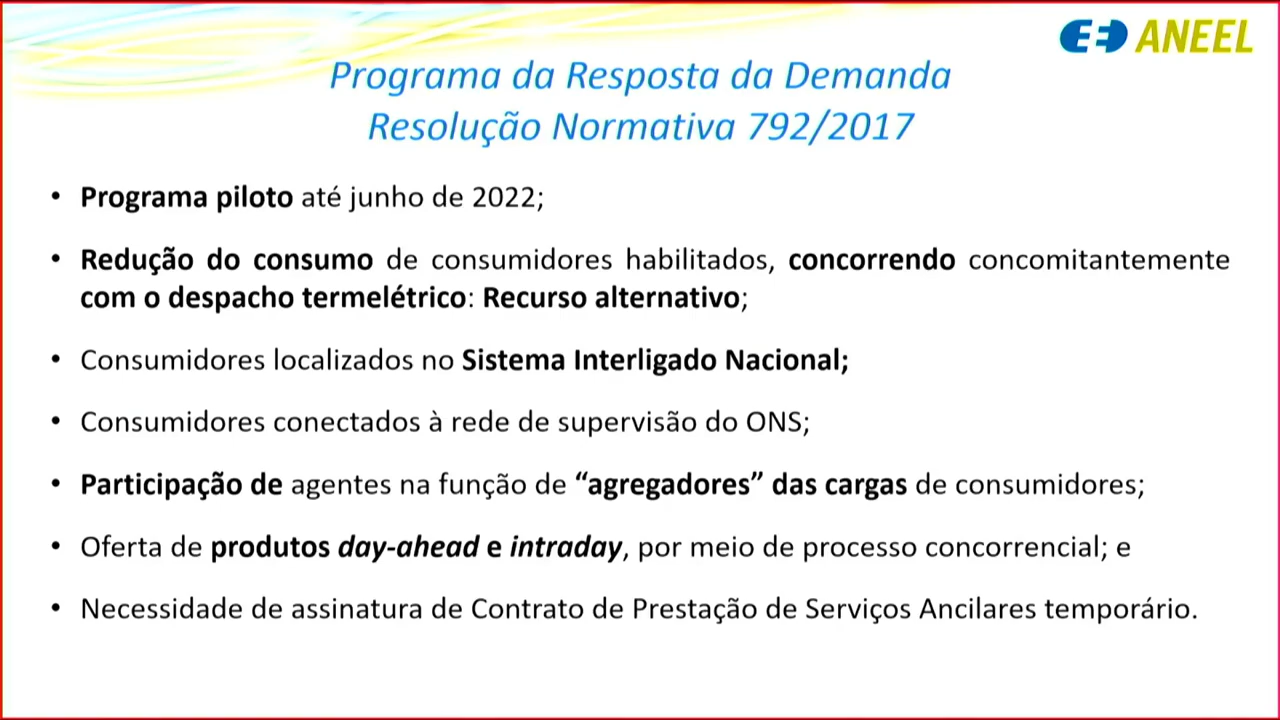 ANEEL
Programa da Resposta da Demanda
Resolução Normativa 792/2017
• Programa piloto até junho de 2022;
• Redução do consumo de consumidores habilitados, concorrendo concomitantemente
com o despacho termelétrico: Recurso alternativo;
• Consumidores localizados no Sistema Interligado Nacional;
• Consumidores conectados à rede de supervisão do ONS;
• Participação de agentes na função de “agregadores” das cargas de consumidores;
• Oferta de produtos day-ahead e intraday, por meio de processo concorrencial; e
• Necessidade de assinatura de Contrato de Prestação de Serviços Ancilares temporário.